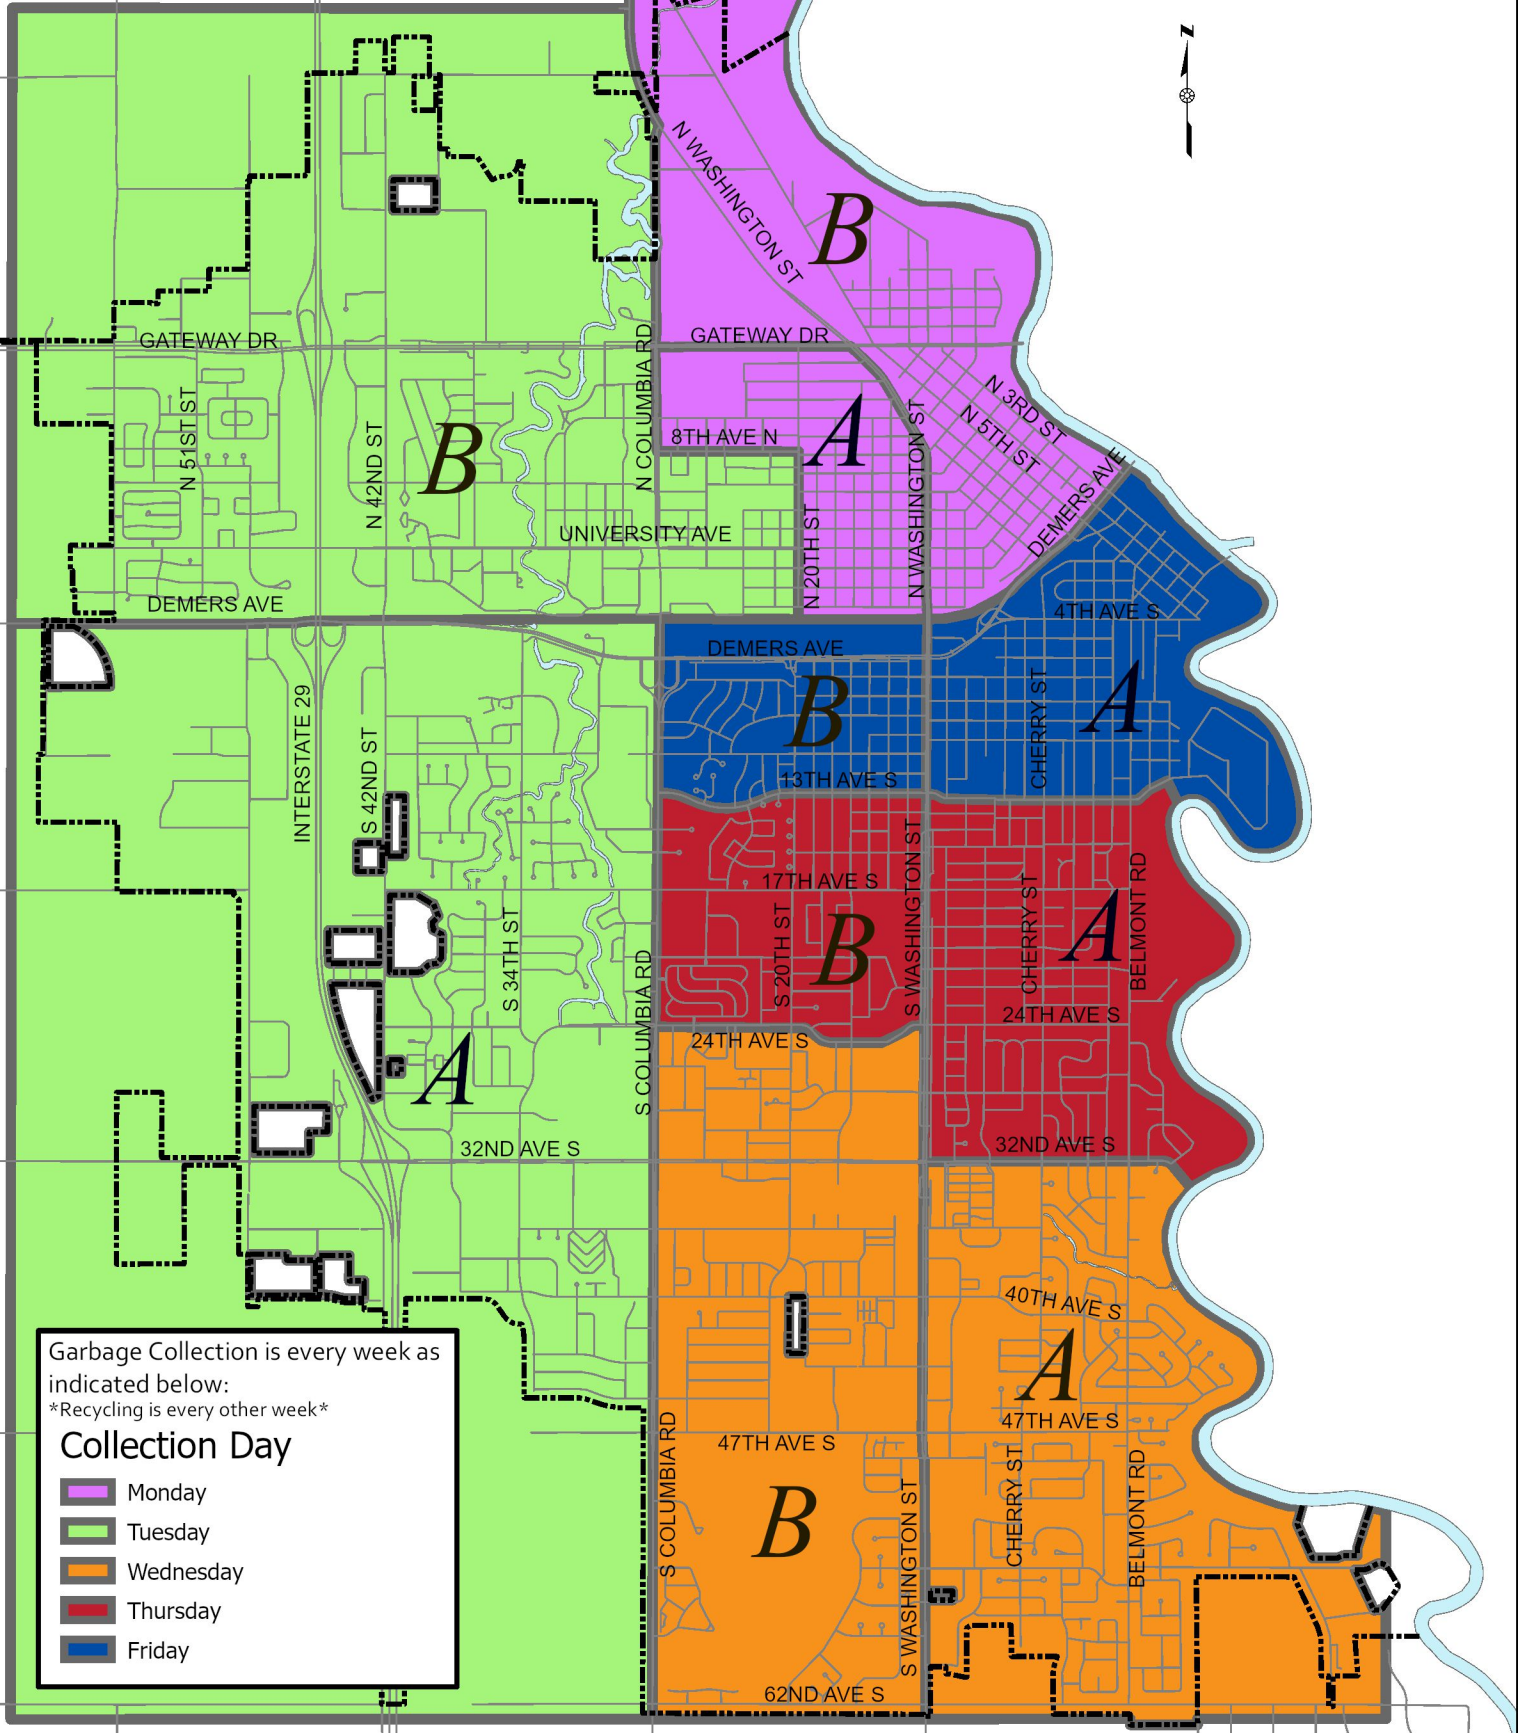 N
N WASHINGTON ST
B
GATEWAY DR
GATEWAY DR
N COLUMBIA RD
N 3RD ST
N 5TH ST
N 51ST ST
N 42ND ST
B
8TH AVE N
A
N WASHINGTON ST
DEMERS AVE
UNIVERSITY AVE
N 20TH ST
DEMERS AVE
4TH AVE S
DEMERS AVE
INTERSTATE 29
S 42ND ST
B
CHERRY ST
A
13TH AVE S
17TH AVE S
S WASHINGTON ST
S 34TH ST
S 20TH ST
B
CHERRY ST
A
BELMONT RD
S COLUMBIA RD
24TH AVE S
24TH AVE S
A
32ND AVE S
32ND AVE S
40TH AVE S
A
47TH AVE S
47TH AVE S
S COLUMBIA RD
B
S WASHINGTON ST
CHERRY ST
BELMONT RD
62ND AVE S
Garbage Collection is every week as
indicated below:
*Recycling is every other week*
Collection Day
Monday
Tuesday
Wednesday
Thursday
Friday